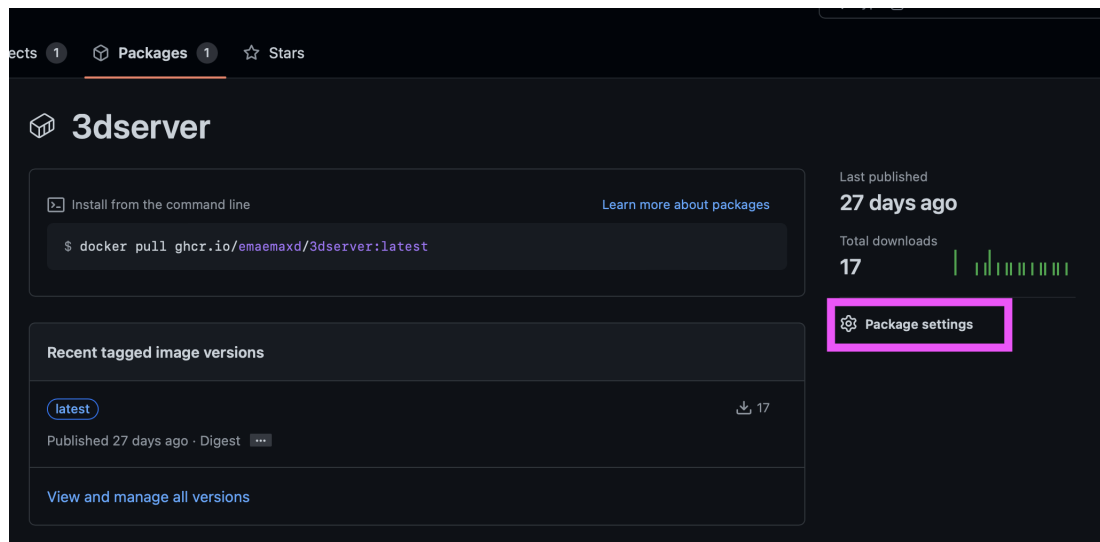 ects 1 Packages 1 Stars
3dserver
Install from the command line Learn more about packages
$ docker pull ghcr.io/emaemaxd/3dserver:latest
Last published
27 days ago
Total downloads
17
Package settings
Recent tagged image versions
latest 17
Published 27 days ago · Digest ···
View and manage all versions